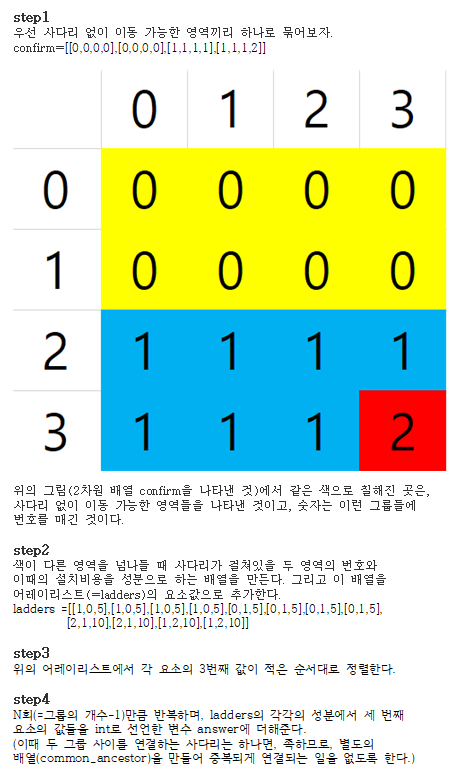 step1
우선 사다리 없이 이동 가능한 영역끼리 하나로 묶어보자.
confirm=[[0,0,0,0],[0,0,0,0],[1,1,1,1],[1,1,1,2]]
0 1 2 3
0 0 0 0 0
1 0 0 0 0
2 1 1 1 1
3 1 1 1 2
위의 그림(2차원 배열 confirm을 나타낸 것)에서 같은 색으로 칠해진 곳은,
사다리 없이 이동 가능한 영역들을 나타낸 것이고, 숫자는 이런 그룹들에
번호를 매긴 것이다.
step2
색이 다른 영역을 넘나들 때 사다리가 걸쳐있을 두 영역의 번호와
이때의 설치비용을 성분으로 하는 배열을 만든다. 그리고 이 배열을
어레이리스트(=ladders)의 요소값으로 추가한다.
ladders =[[1,0,5],[1,0,5],[1,0,5],[1,0,5],[0,1,5],[0,1,5],[0,1,5],[0,1,5],
[2,1,10],[2,1,10],[1,2,10],[1,2,10]]
step3
위의 어레이리스트에서 각 요소의 3번째 값이 적은 순서대로 정렬한다.
step4
N회(=그룹의 개수-1)만큼 반복하며, ladders의 각각의 성분에서 세 번째
요소의 값들을 int로 선언한 변수 answer에 더해준다.
(이때 두 그룹 사이를 연결하는 사다리는 하나면, 족하므로, 별도의
배열(common_ancestor)을 만들어 중복되게 연결되는 일을 없도록 한다.)